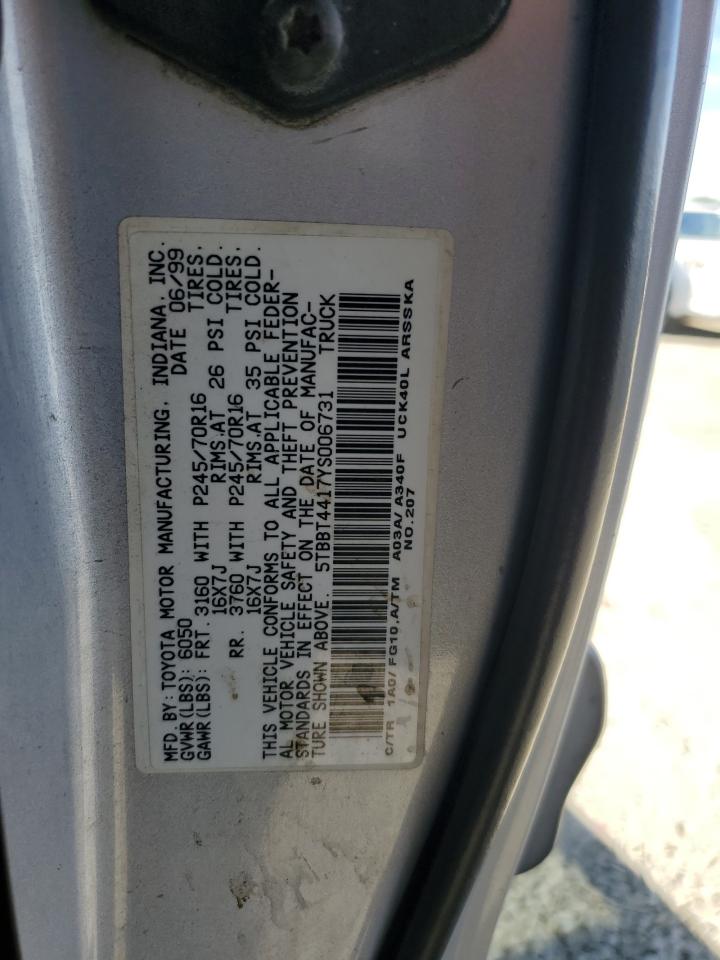 MFD. BY: TOYOTA MOTOR MANUFACTURING, INDIANA, INC.
GVWR(LBS): 6050 DATE 06/99
GAWR(LBS): FRT. 3160 WITH P245/70R16 TIRES,
16X7J RIMS,AT 26 PSI COLD.
RR. 3760 WITH P245/70R16 TIRES,
16X7J RIMS,AT 35 PSI COLD.
THIS VEHICLE CONFORMS TO ALL APPLICABLE FEDER-
AL MOTOR VEHICLE SAFETY AND THEFT PREVENTION
STANDARDS IN EFFECT ON THE DATE OF MANUFAC-
TURE SHOWN ABOVE. 5TBBT4417YS006731 TRUCK
C/TR 1A0/ FG10,A/TM A03A/ A340F UCK40L ARSSKA
NO.207